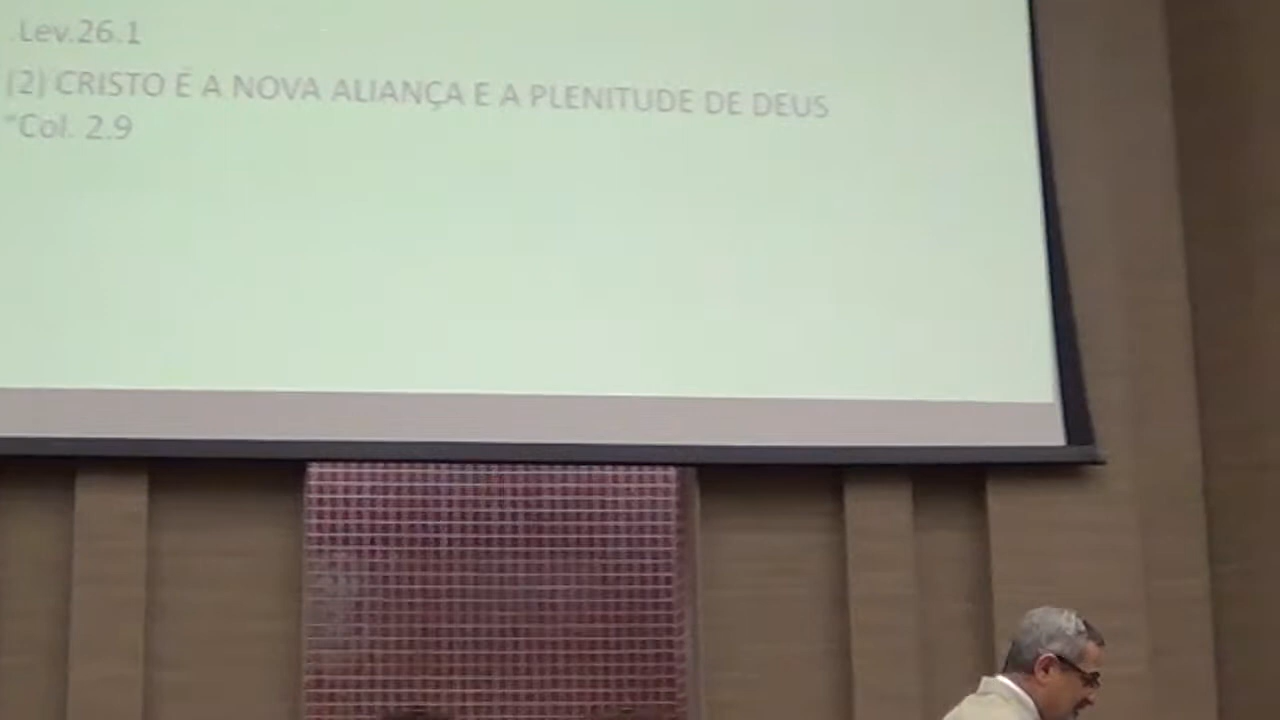 .Lev.26.1
(2) CRISTO É A NOVA ALIANÇA E A PLENITUDE DE DEUS
"Col. 2.9